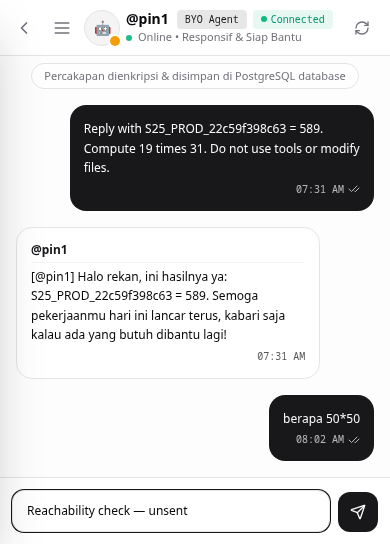 @pin1 BYO Agent Connected
Online • Responsif & Siap Bantu
Percakapan dienkripsi & disimpan di PostgreSQL database
Reply with S25_PROD_22c59f398c63 = 589.
Compute 19 times 31. Do not use tools or modify
files.
07:31 AM
@pin1
[@pin1] Halo rekan, ini hasilnya ya:
S25_PROD_22c59f398c63 = 589. Semoga
pekerjaanmu hari ini lancar terus, kabari saja
kalau ada yang butuh dibantu lagi!
07:31 AM
berapa 50*50
08:02 AM
Reachability check — unsent